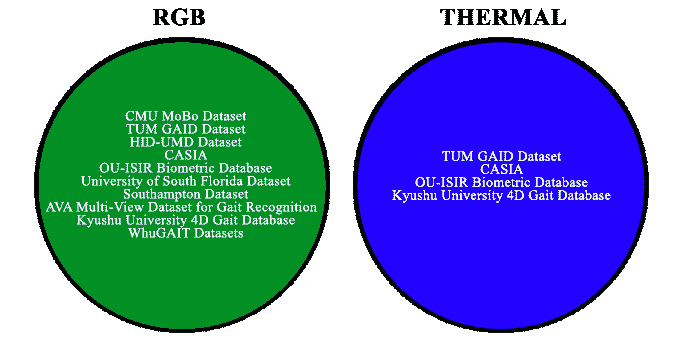 RGB
CMU MoBo Dataset
TUM GAID Dataset
HID-UMD Dataset
CASIA
OU-ISIR Biometric Database
University of South Florida Dataset
Southampton Dataset
AVA Multi-View Dataset for Gait Recognition
Kyushu University 4D Gait Database
WhuGAIT Datasets
THERMAL
TUM GAID Dataset
CASIA
OU-ISIR Biometric Database
Kyushu University 4D Gait Database